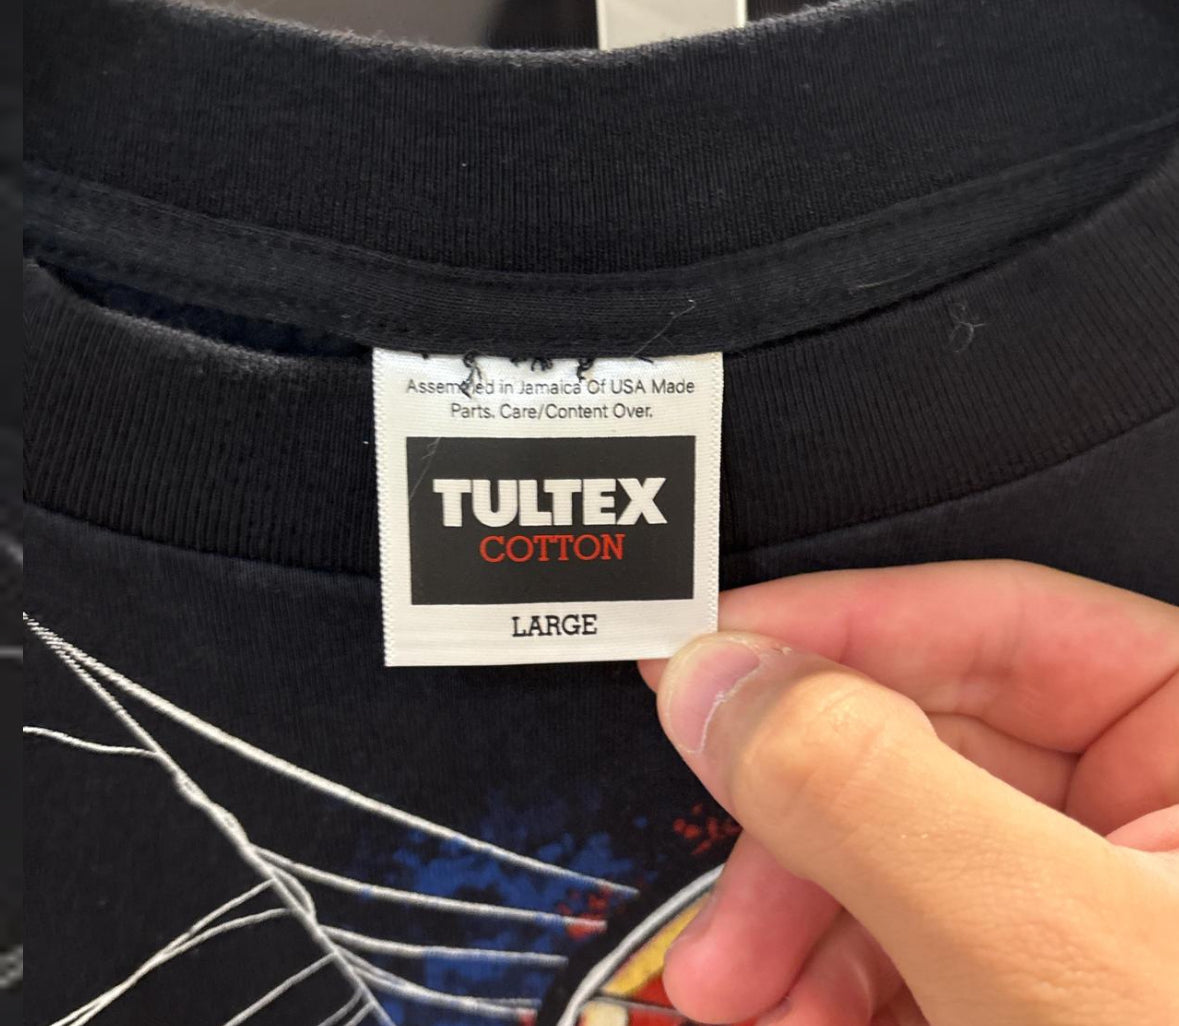 Assembled in Jamaica Of USA Made
Parts. Care/Content Over.
TULTEX
COTTON
LARGE